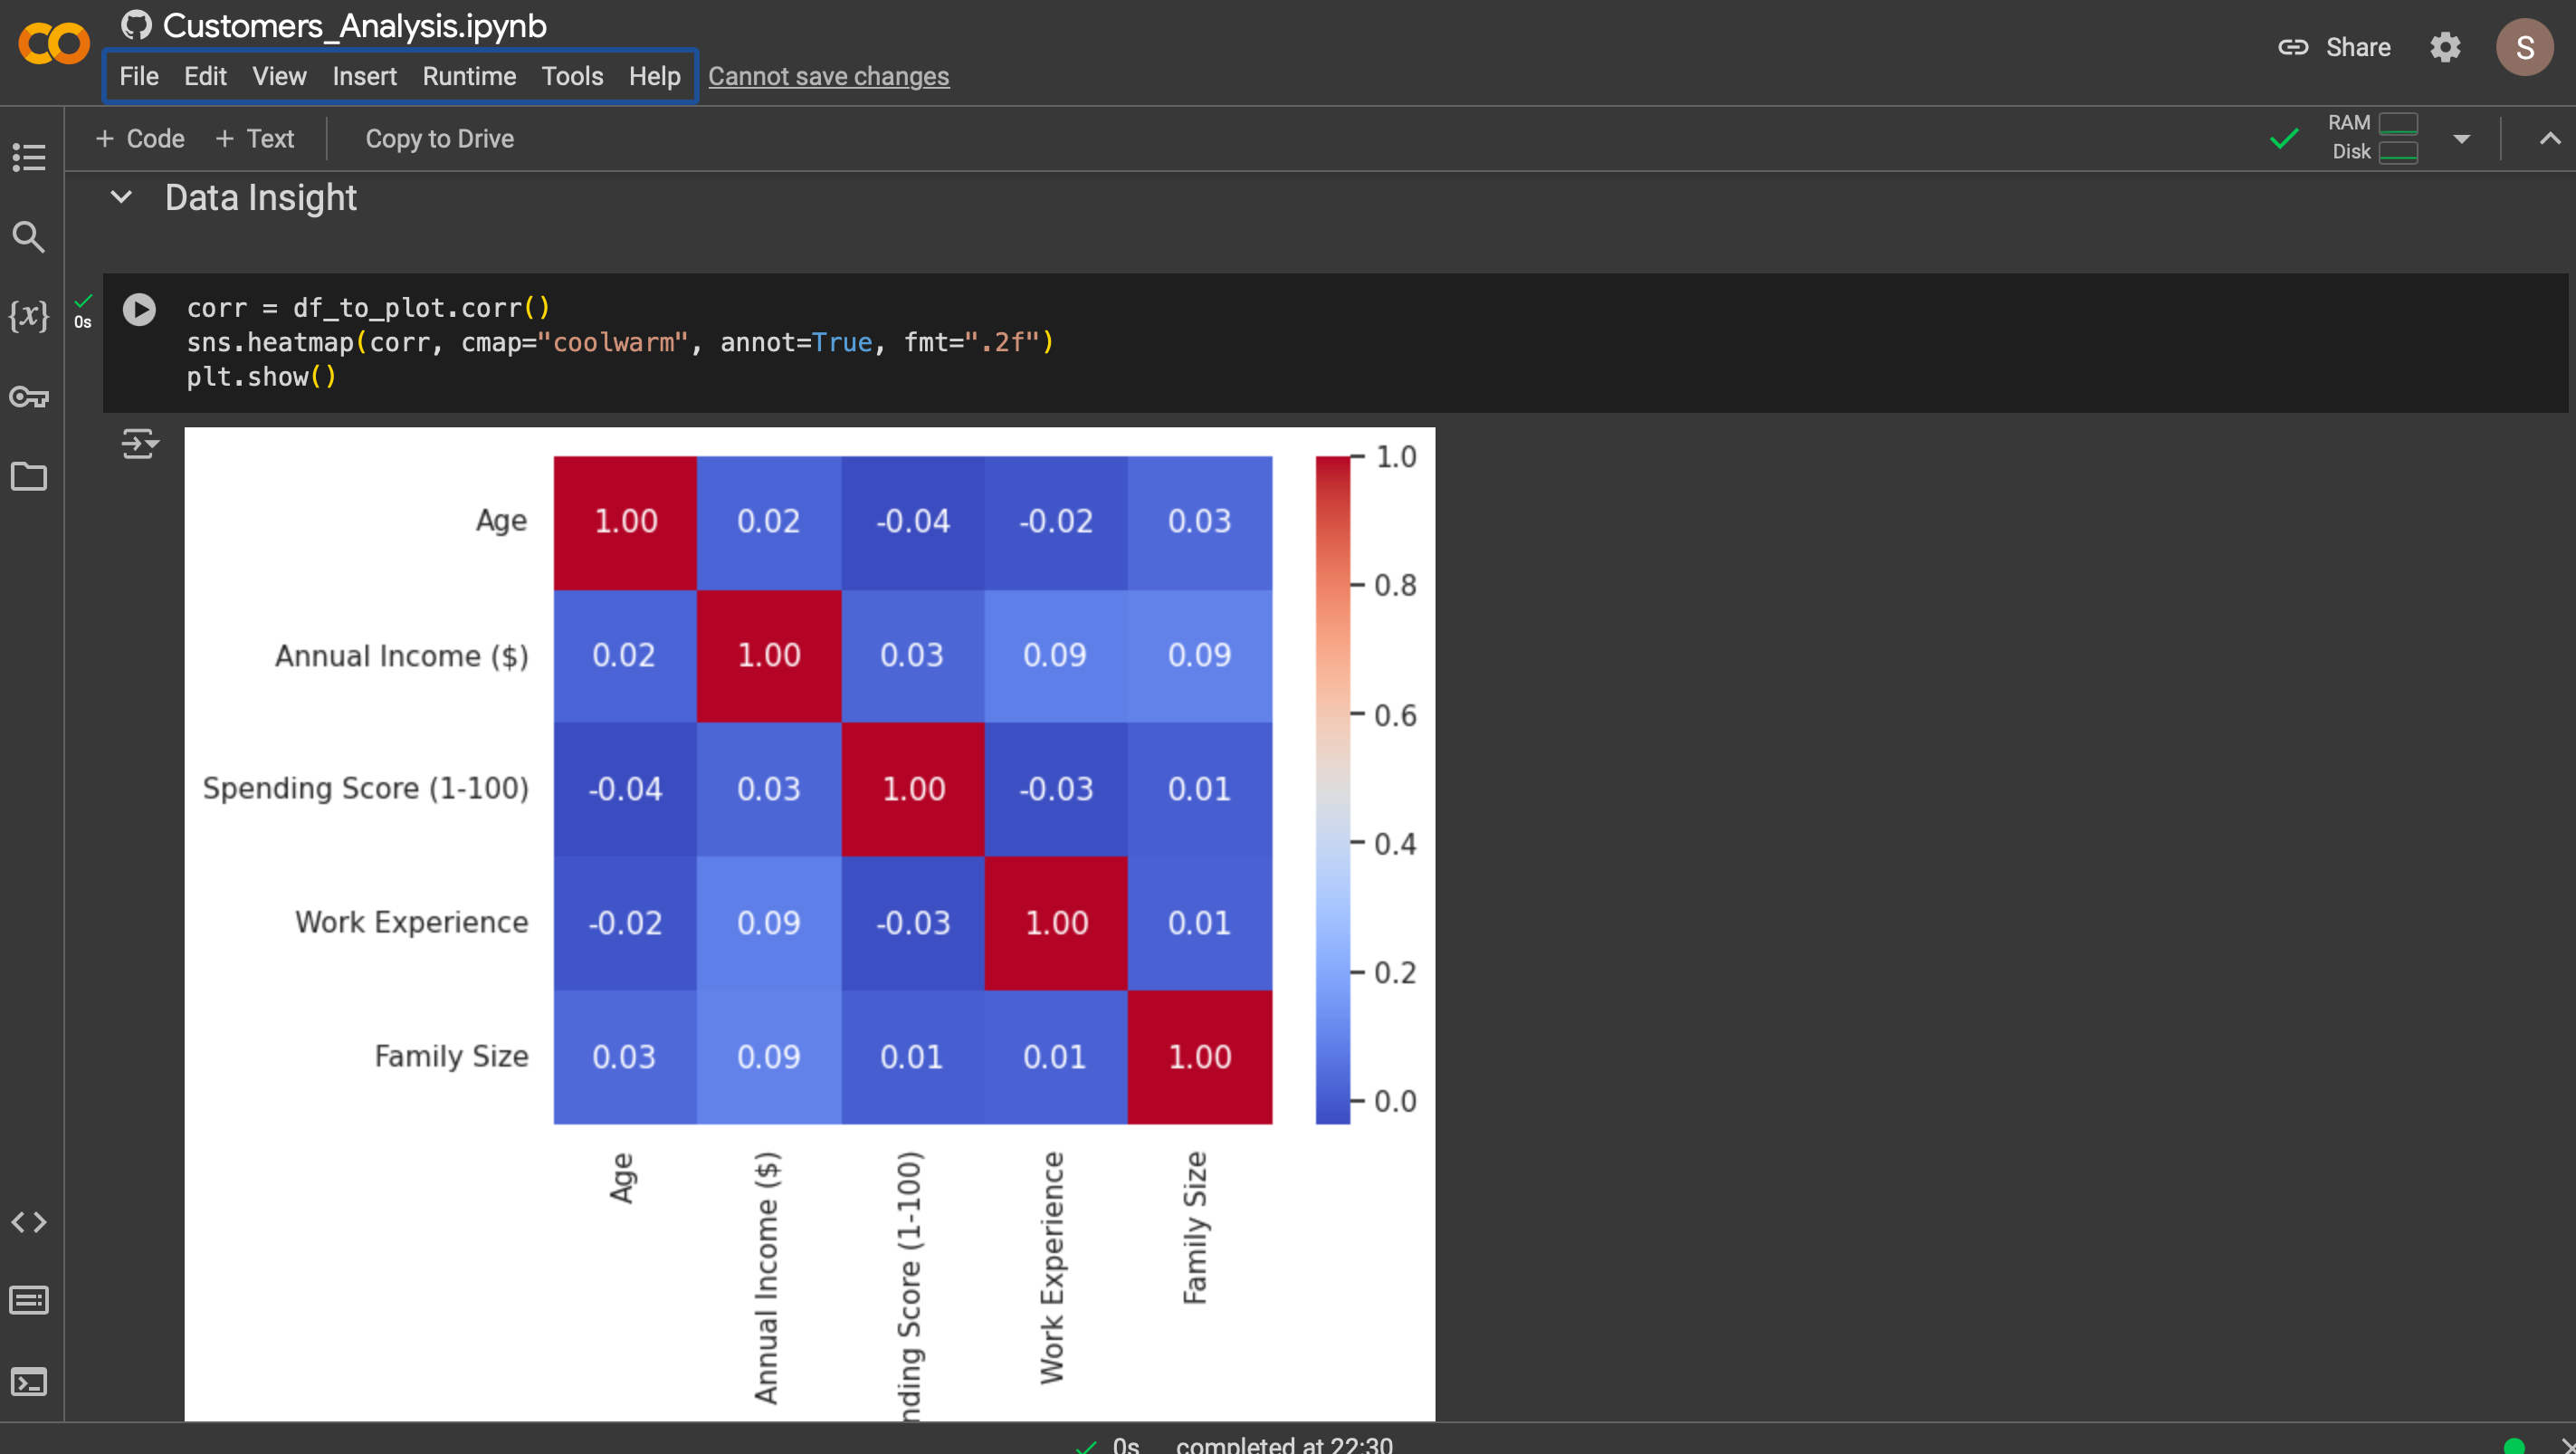 Customers_Analysis.ipynb
File Edit View Insert Runtime Tools Help Cannot save changes
Share
S
+ Code + Text Copy to Drive
RAM
Disk
Data Insight
{x}
0s
corr = df_to_plot.corr()
sns.heatmap(corr, cmap="coolwarm", annot=True, fmt=".2f")
plt.show()
Age 1.00 0.02 -0.04 -0.02 0.03
Annual Income ($) 0.02 1.00 0.03 0.09 0.09
Spending Score (1-100) -0.04 0.03 1.00 -0.03 0.01
Work Experience -0.02 0.09 -0.03 1.00 0.01
Family Size 0.03 0.09 0.01 0.01 1.00
1.0
0.8
0.6
0.4
0.2
0.0
Age
Annual Income ($)
nding Score (1-100)
Work Experience
Family Size
0s completed at 22:30